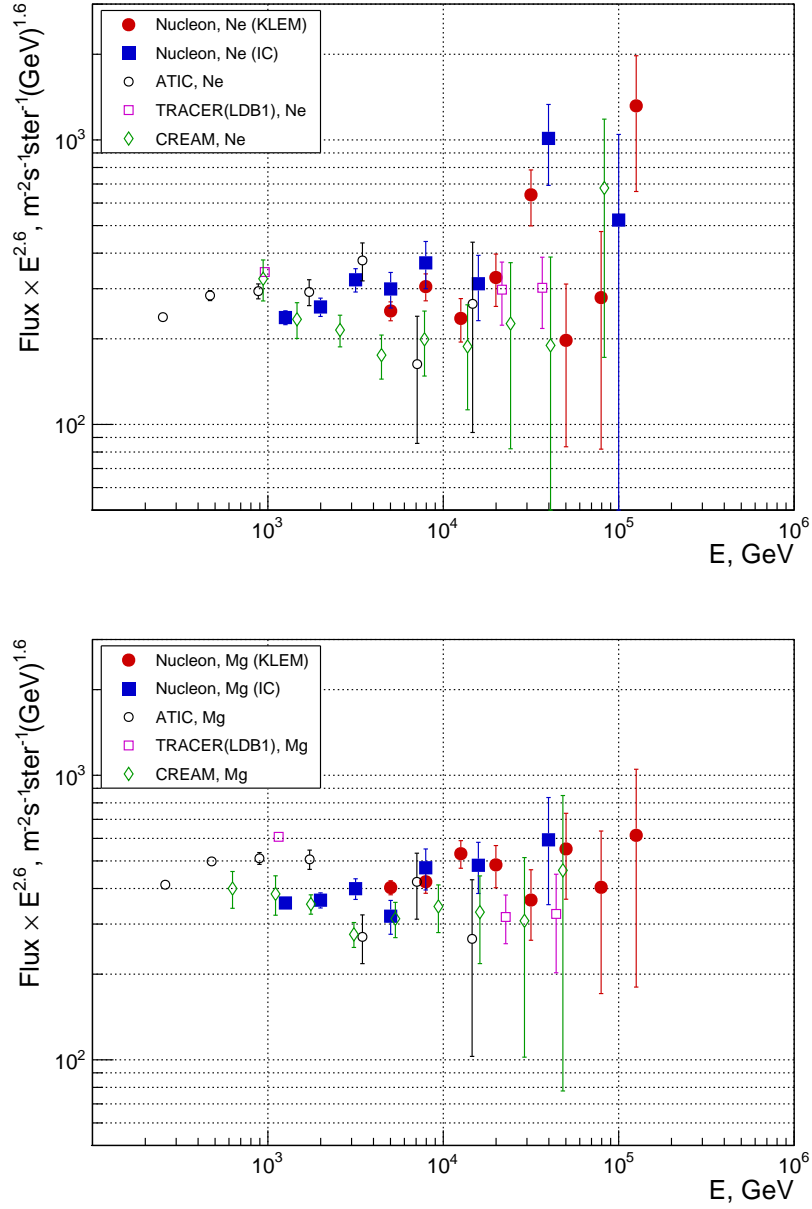 Flux × E^2.6 , m^-2s^-1ster^-1(GeV)^1.6
Nucleon, Ne (KLEM)
Nucleon, Ne (IC)
ATIC, Ne
TRACER(LDB1), Ne
CREAM, Ne
10^3
10^2
10^3 10^4 10^5 10^6
E, GeV
Flux × E^2.6 , m^-2s^-1ster^-1(GeV)^1.6
Nucleon, Mg (KLEM)
Nucleon, Mg (IC)
ATIC, Mg
TRACER(LDB1), Mg
CREAM, Mg
10^3
10^2
10^3 10^4 10^5 10^6
E, GeV